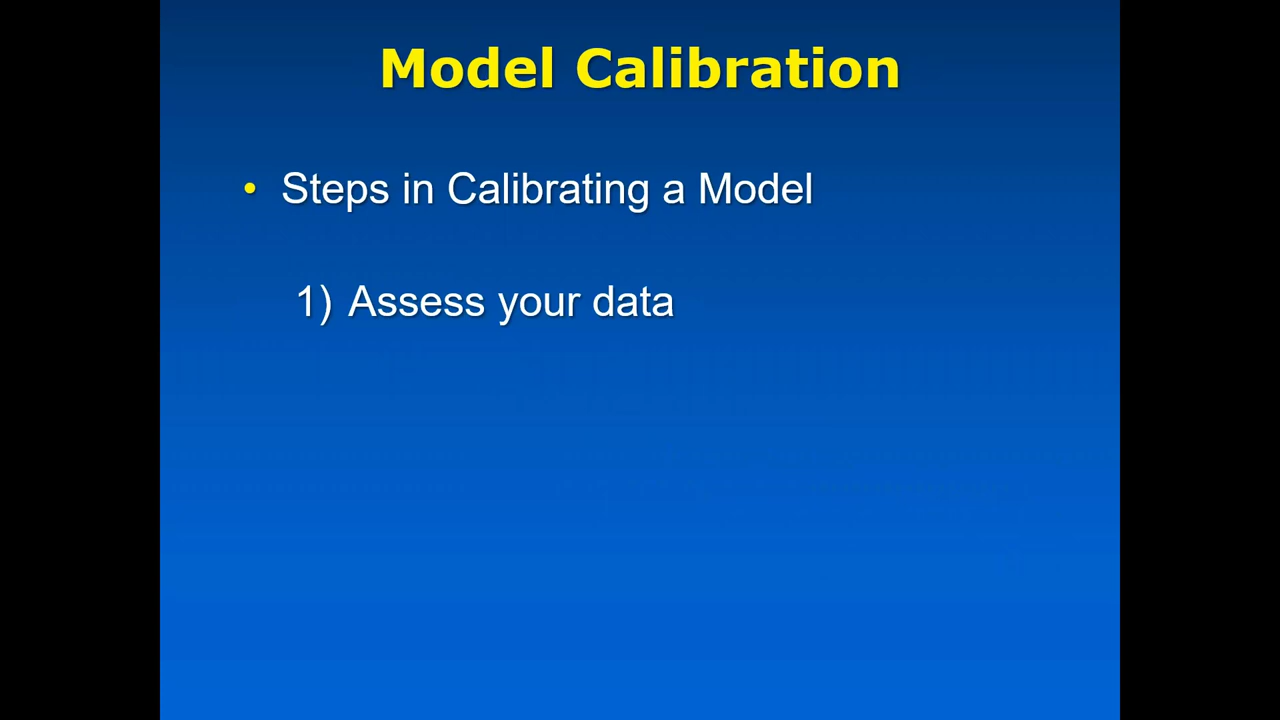 Model Calibration
• Steps in Calibrating a Model
1) Assess your data